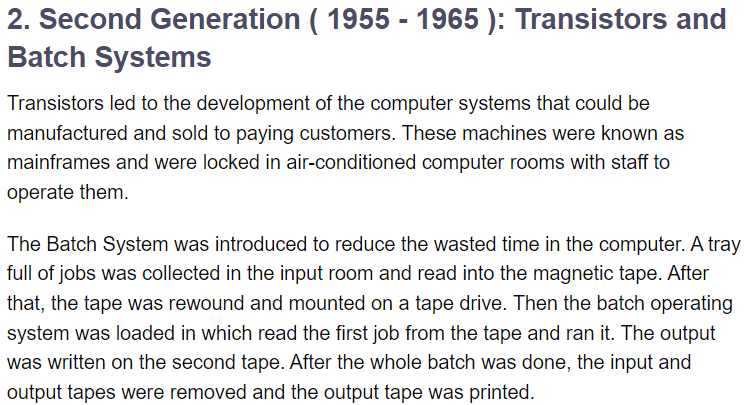 2. Second Generation ( 1955 - 1965 ): Transistors and
Batch Systems
Transistors led to the development of the computer systems that could be
manufactured and sold to paying customers. These machines were known as
mainframes and were locked in air-conditioned computer rooms with staff to
operate them.
The Batch System was introduced to reduce the wasted time in the computer. A tray
full of jobs was collected in the input room and read into the magnetic tape. After
that, the tape was rewound and mounted on a tape drive. Then the batch operating
system was loaded in which read the first job from the tape and ran it. The output
was written on the second tape. After the whole batch was done, the input and
output tapes were removed and the output tape was printed.